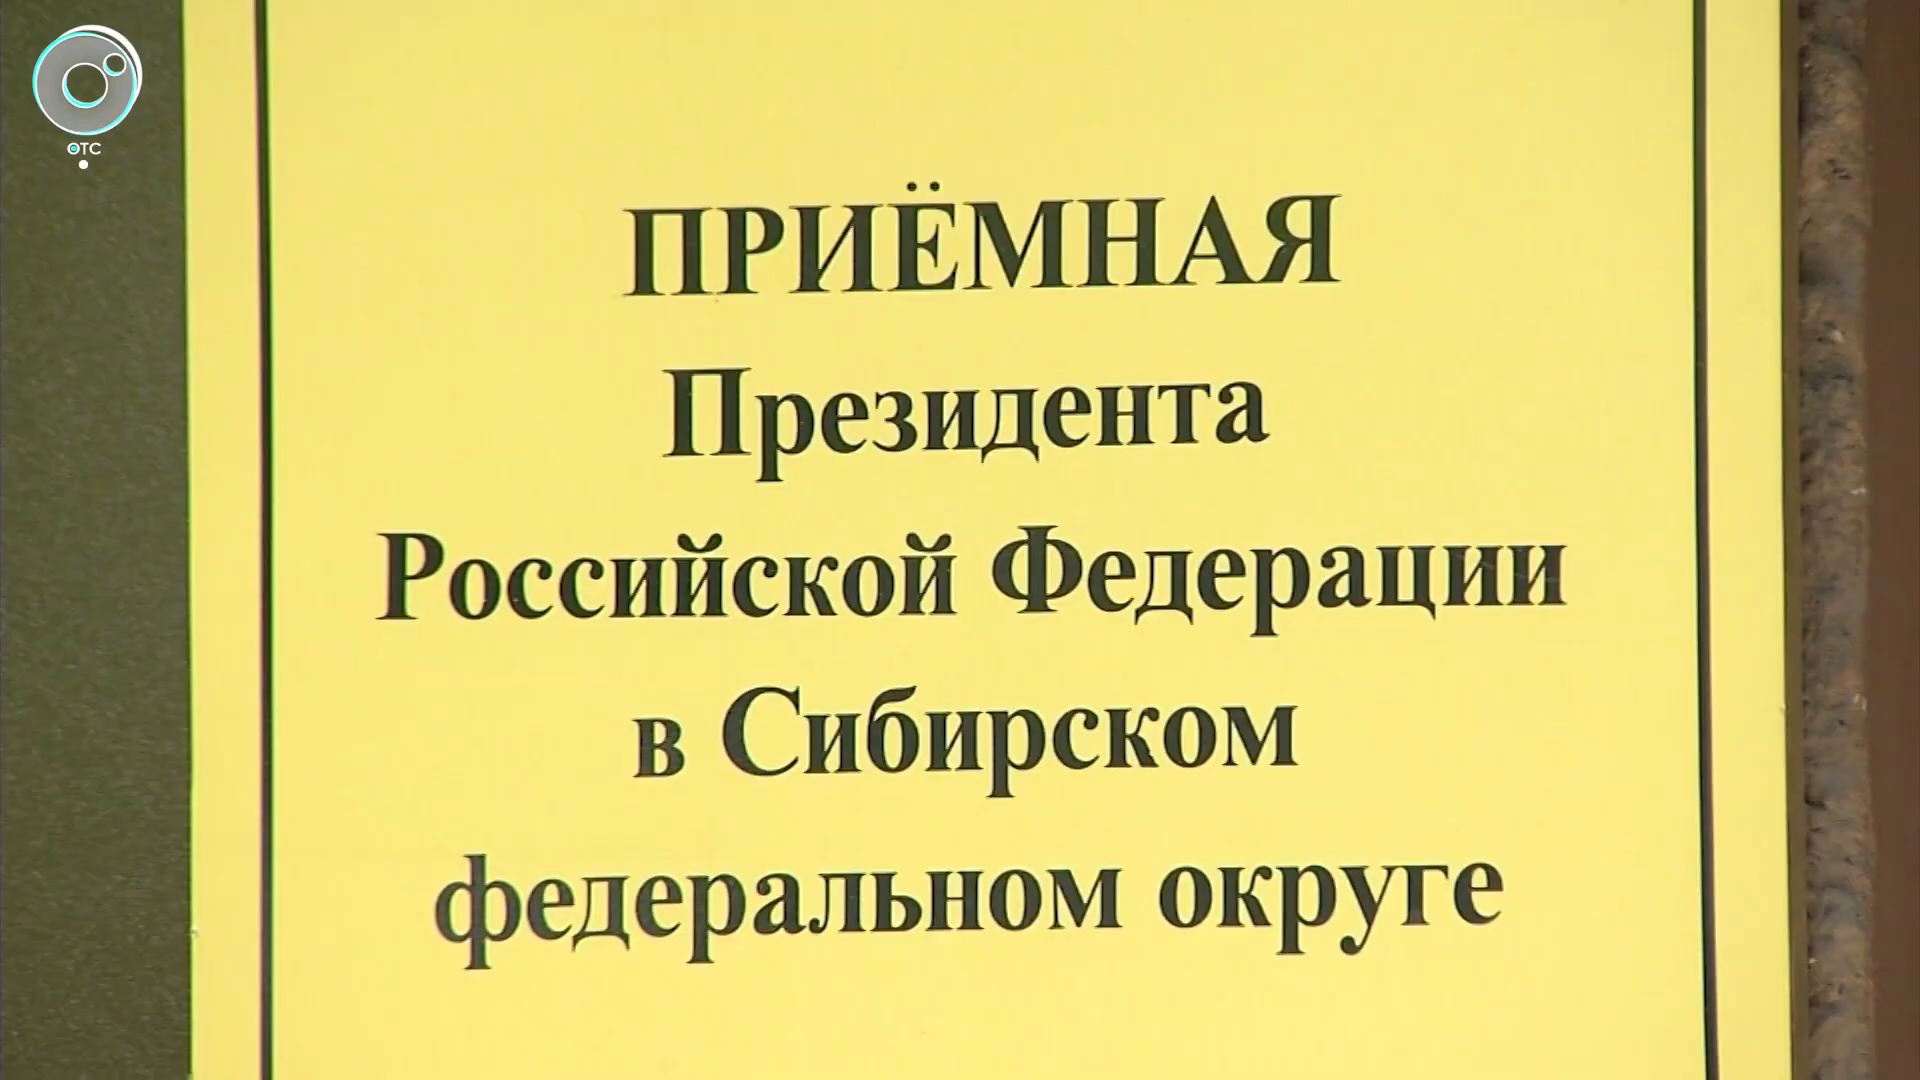 ОТС
ПРИЁМНАЯ
Президента
Российской Федерации
в Сибирском
федеральном округе